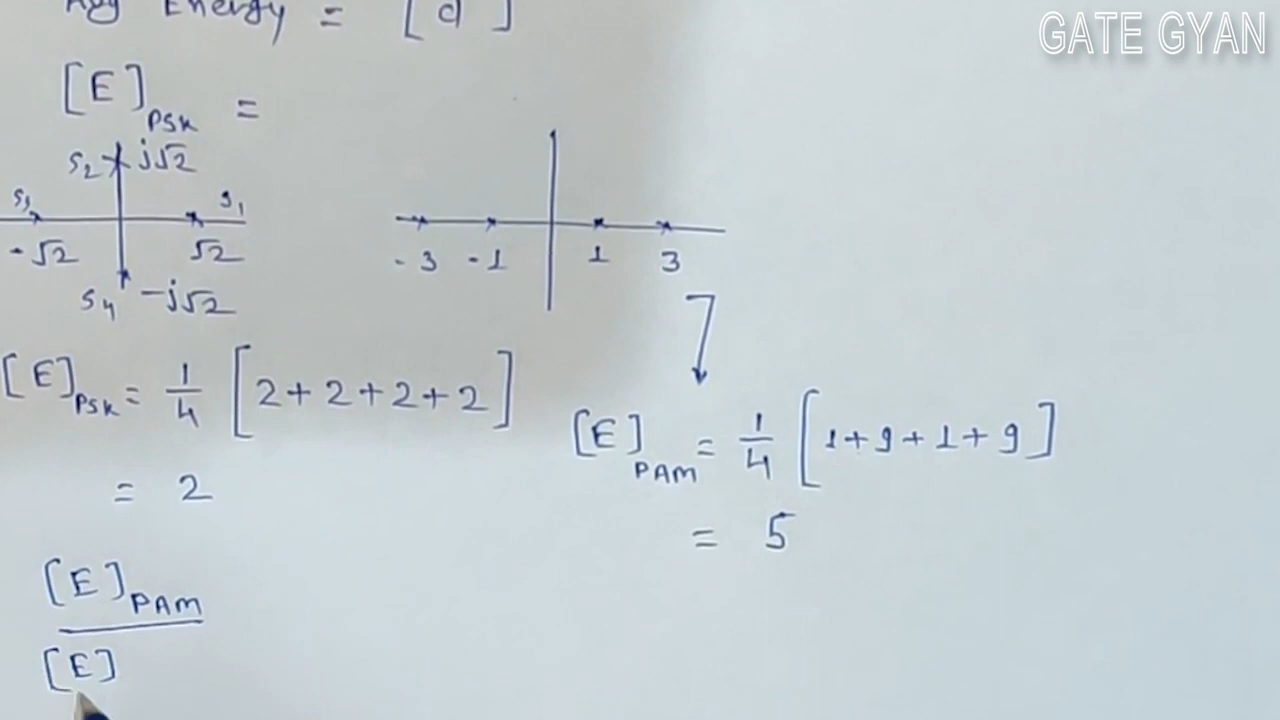 GATE GYAN
Avg Energy = [d]
[E]PSK =
s2 j√2
s3 s1
-√2 √2
s4 -j√2
-3 -1 1 3
[E]PSK = 1/4 [2+2+2+2]
= 2
[E]PAM = 1/4 [1+9+1+9]
= 5
[E]PAM
[E]